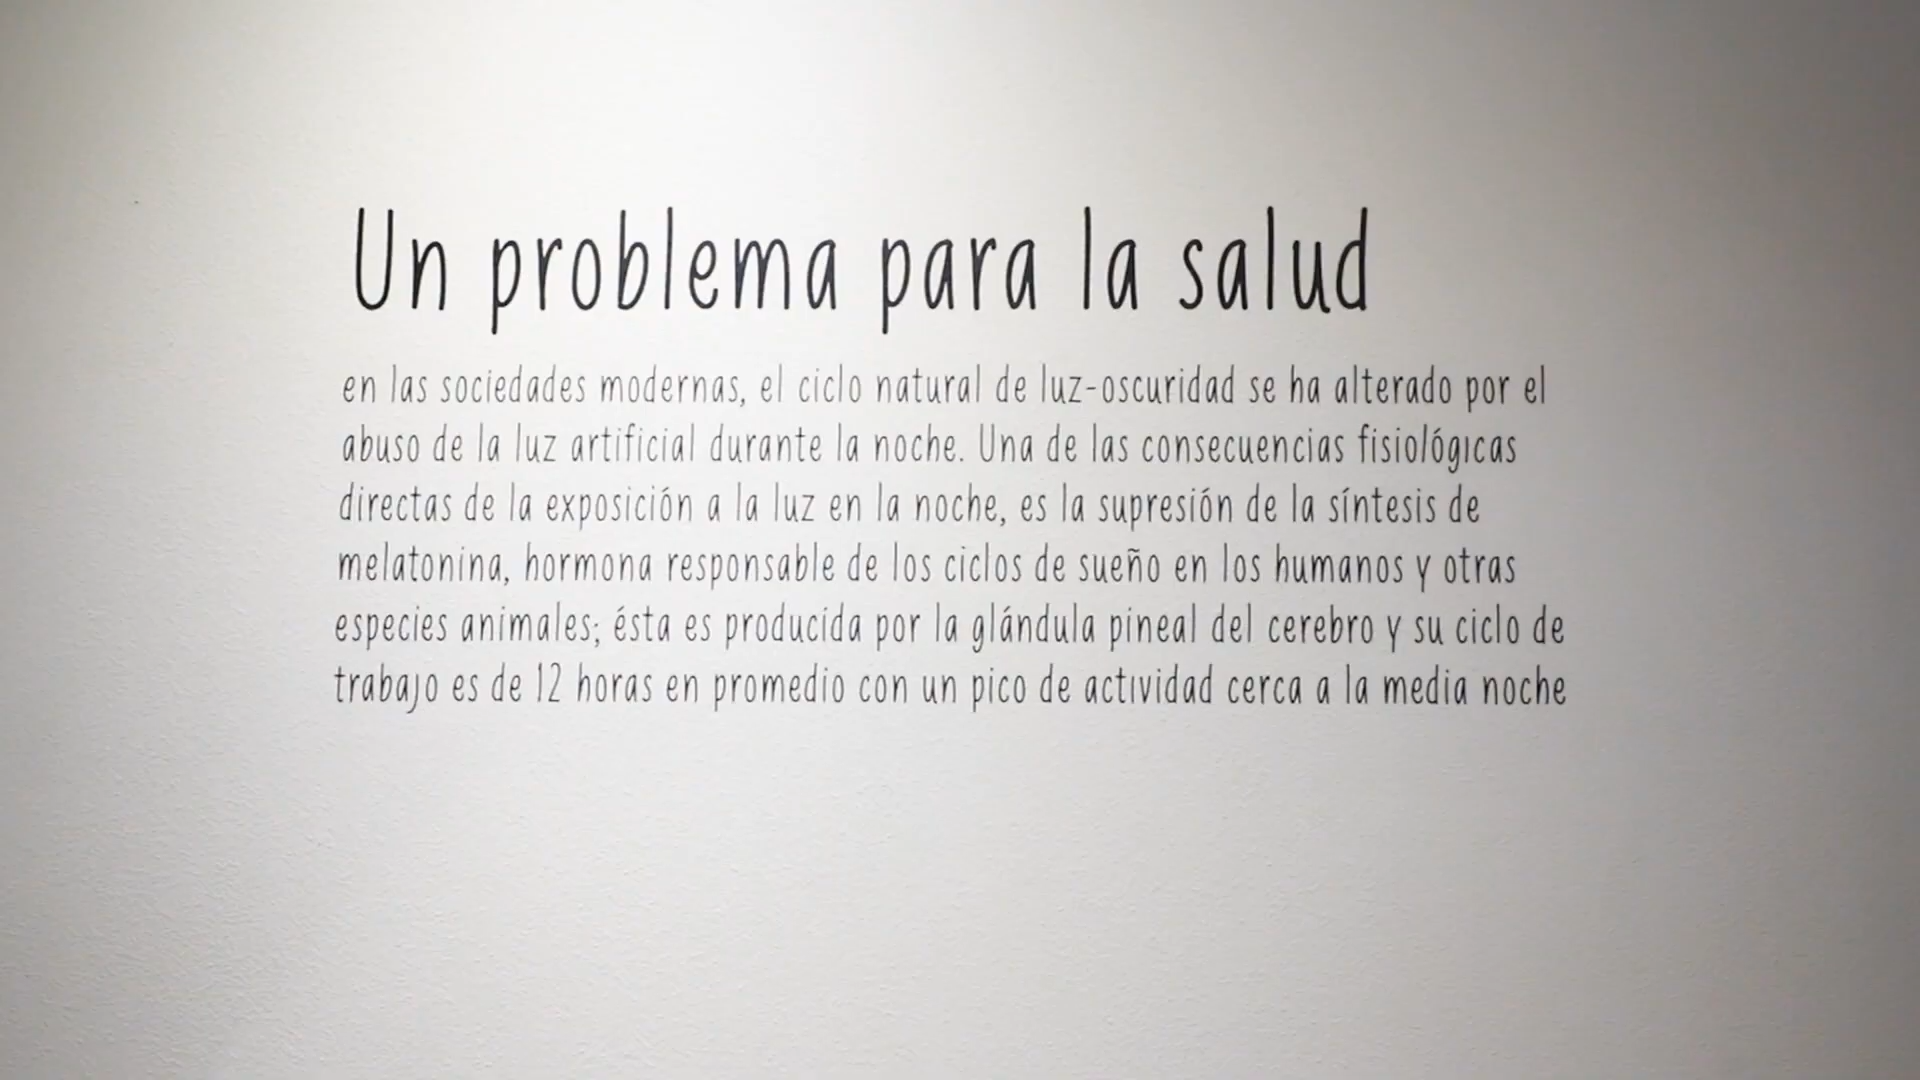 Un problema para la salud
en las sociedades modernas, el ciclo natural de luz-oscuridad se ha alterado por el
abuso de la luz artificial durante la noche. Una de las consecuencias fisiológicas
directas de la exposición a la luz en la noche, es la supresión de la síntesis de
melatonina, hormona responsable de los ciclos de sueño en los humanos y otras
especies animales; ésta es producida por la glándula pineal del cerebro y su ciclo de
trabajo es de 12 horas en promedio con un pico de actividad cerca a la media noche